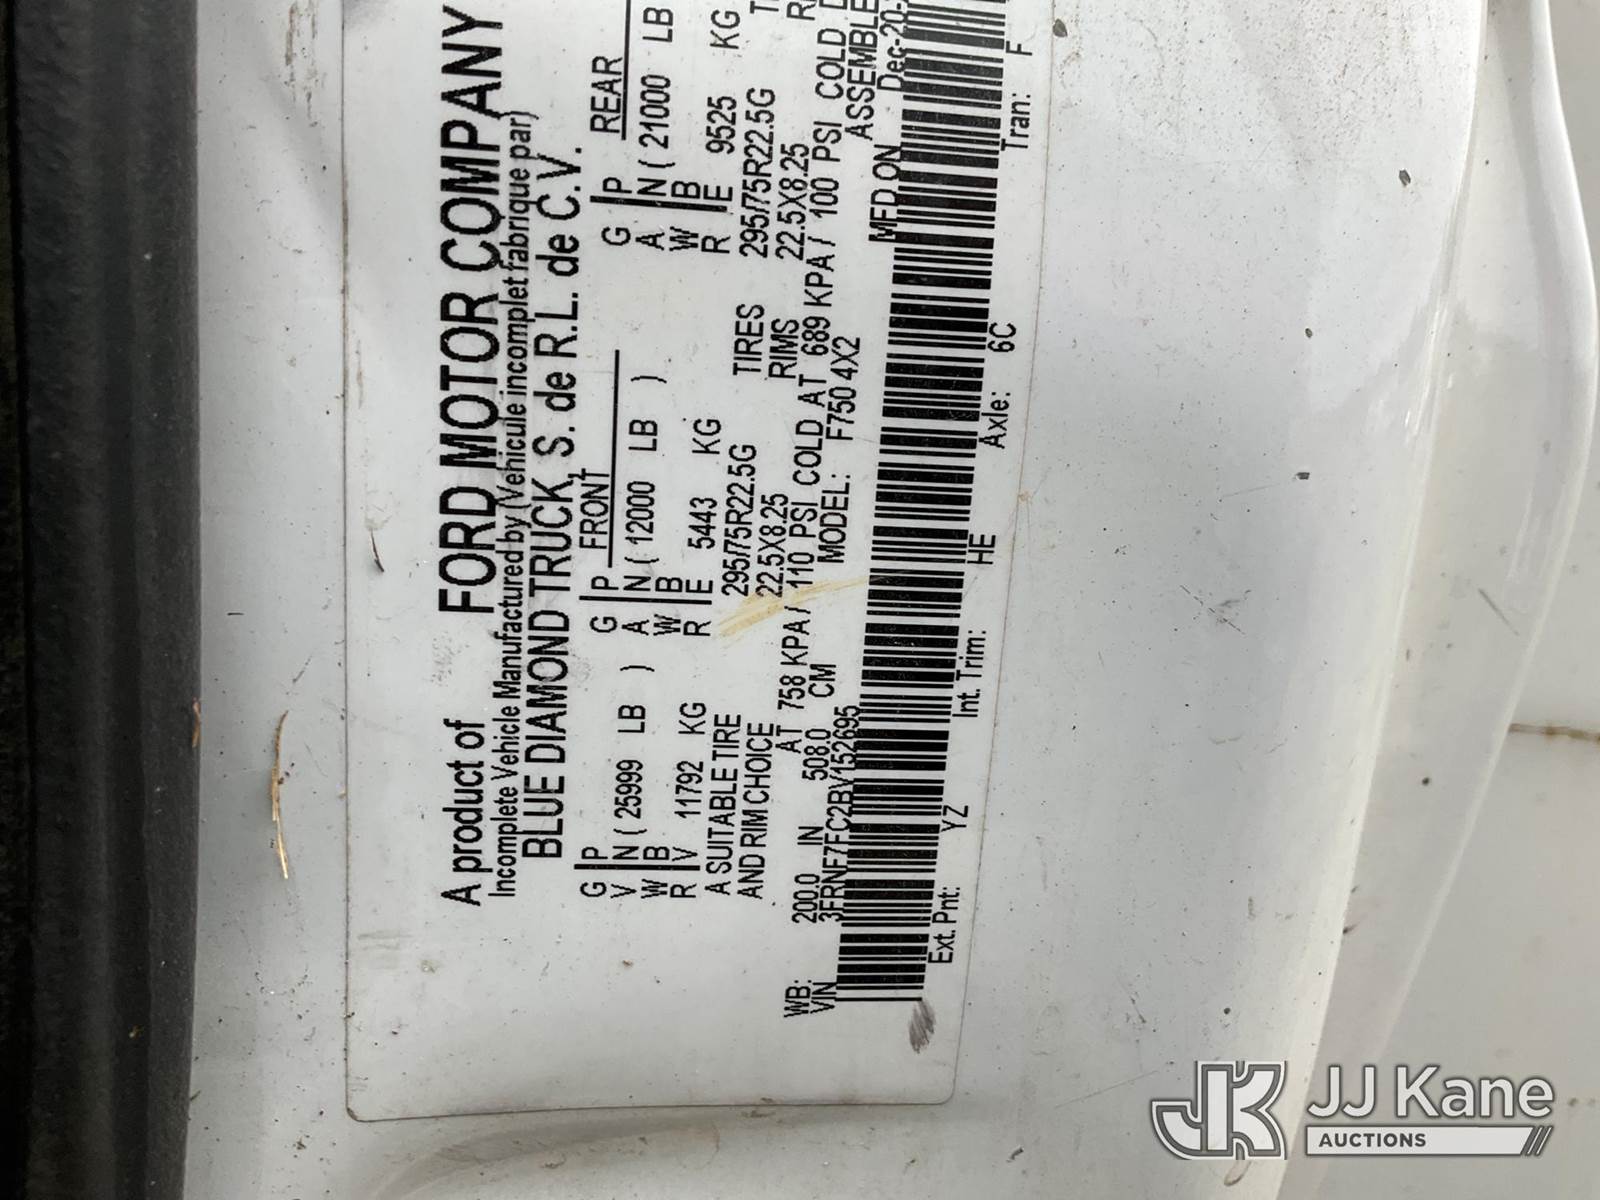 A product of FORD MOTOR COMPANY
Incomplete Vehicle Manufactured by (Vehicule incomplet fabrique par)
BLUE DIAMOND TRUCK, S. de R.L. de C.V.
FRONT REAR
G P G P G P
V N ( 25999 LB ) A N ( 12000 LB ) A N ( 21000 LB
W B W B W B
R V 11792 KG R E 5443 KG R E 9525 KG
A SUITABLE TIRE 295/75R22.5G TIRES 295/75R22.5G
AND RIM CHOICE 22.5X8.25 RIMS 22.5X8.25
AT 758 KPA / 110 PSI COLD AT 689 KPA / 100 PSI COLD
WB: 200.0 IN 508.0 CM MODEL: F750 4X2
VIN 3FRNF7FC2BV152695 MFD ON Dec-20-
Ext. Pnt: YZ Int. Trim: HE Axle: 6C Tran: F
JJ Kane
AUCTIONS